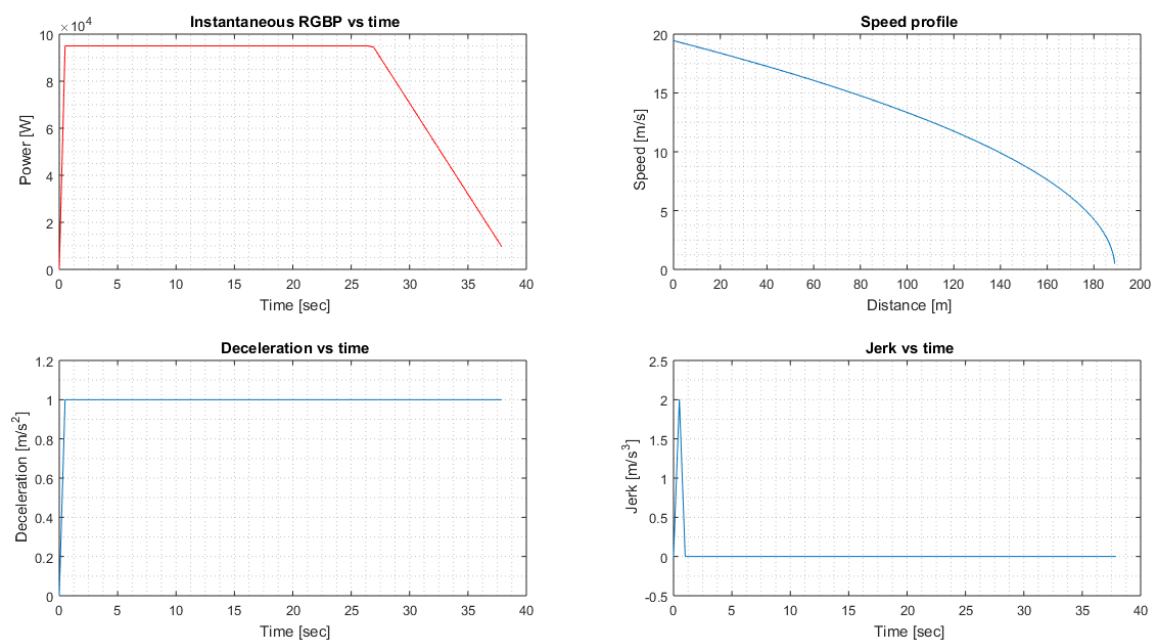 Instantaneous RGBP vs time
×10⁴
10
8
6
4
2
0
0 5 10 15 20 25 30 35 40
Power [W]
Time [sec]
Speed profile
20
15
10
5
0
0 20 40 60 80 100 120 140 160 180 200
Speed [m/s]
Distance [m]
Deceleration vs time
1.2
1
0.8
0.6
0.4
0.2
0
0 5 10 15 20 25 30 35 40
Deceleration [m/s²]
Time [sec]
Jerk vs time
2.5
2
1.5
1
0.5
0
-0.5
0 5 10 15 20 25 30 35 40
Jerk [m/s³]
Time [sec]